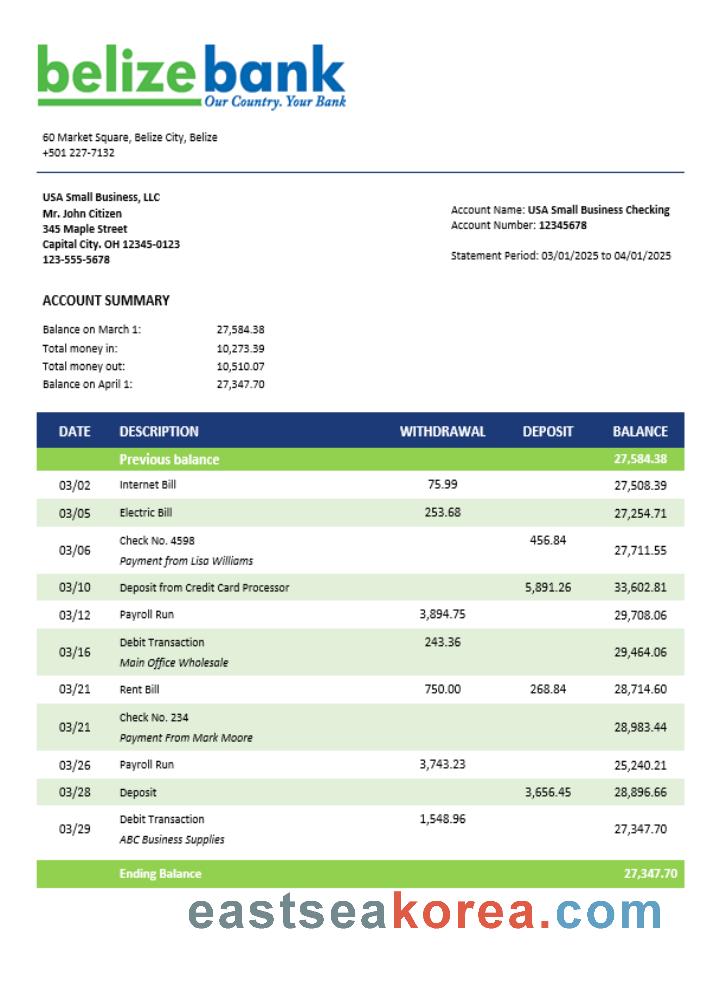 belizebank
Our Country. Your Bank
60 Market Square, Belize City, Belize
+501 227-7132
USA Small Business, LLC
Mr. John Citizen
345 Maple Street
Capital City. OH 12345-0123
123-555-5678
Account Name: USA Small Business Checking
Account Number: 12345678
Statement Period: 03/01/2025 to 04/01/2025
ACCOUNT SUMMARY
Balance on March 1: 27,584.38
Total money in: 10,273.39
Total money out: 10,510.07
Balance on April 1: 27,347.70
DATE DESCRIPTION WITHDRAWAL DEPOSIT BALANCE
Previous balance 27,584.38
03/02 Internet Bill 75.99 27,508.39
03/05 Electric Bill 253.68 27,254.71
03/06 Check No. 4598 456.84 27,711.55
Payment from Lisa Williams
03/10 Deposit from Credit Card Processor 5,891.26 33,602.81
03/12 Payroll Run 3,894.75 29,708.06
03/16 Debit Transaction 243.36 29,464.06
Main Office Wholesale
03/21 Rent Bill 750.00 268.84 28,714.60
03/21 Check No. 234 28,983.44
Payment From Mark Moore
03/26 Payroll Run 3,743.23 25,240.21
03/28 Deposit 3,656.45 28,896.66
03/29 Debit Transaction 1,548.96 27,347.70
ABC Business Supplies
Ending Balance 27,347.70
eastseakorea.com